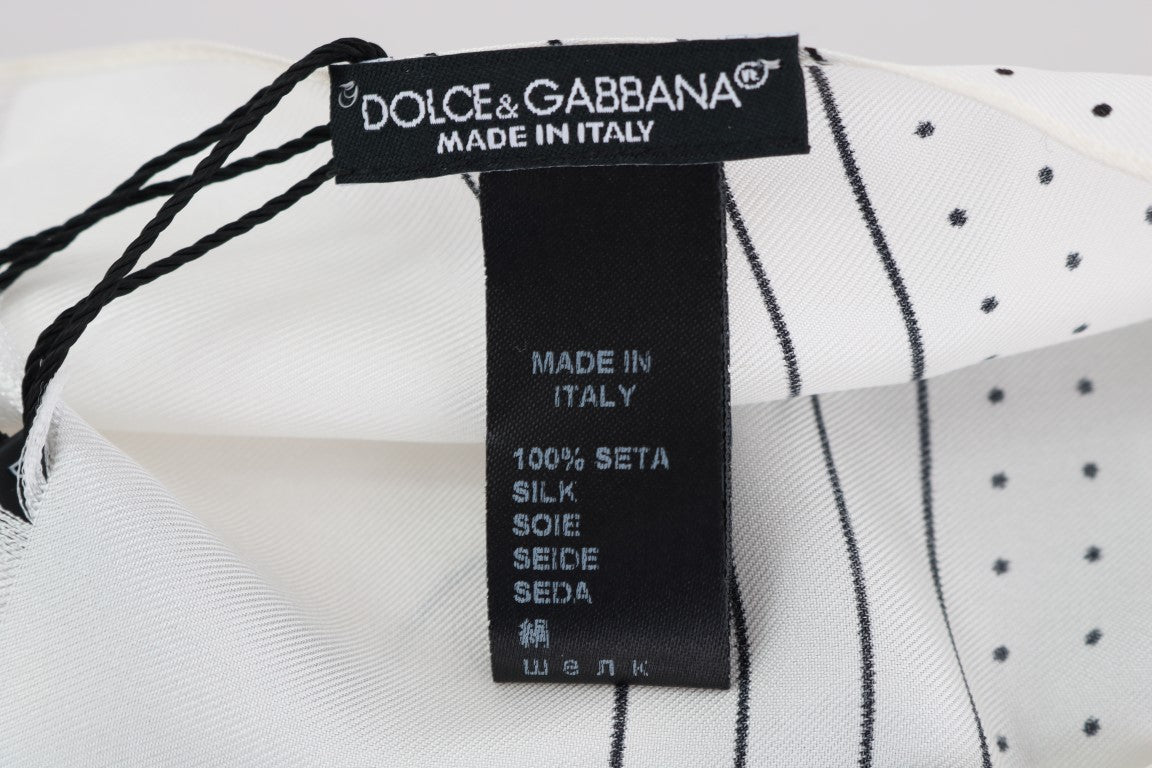 DOLCE & GABBANA®
MADE IN ITALY
MADE IN
ITALY
100% SETA
SILK
SOIE
SEIDE
SEDA
絹
шелк